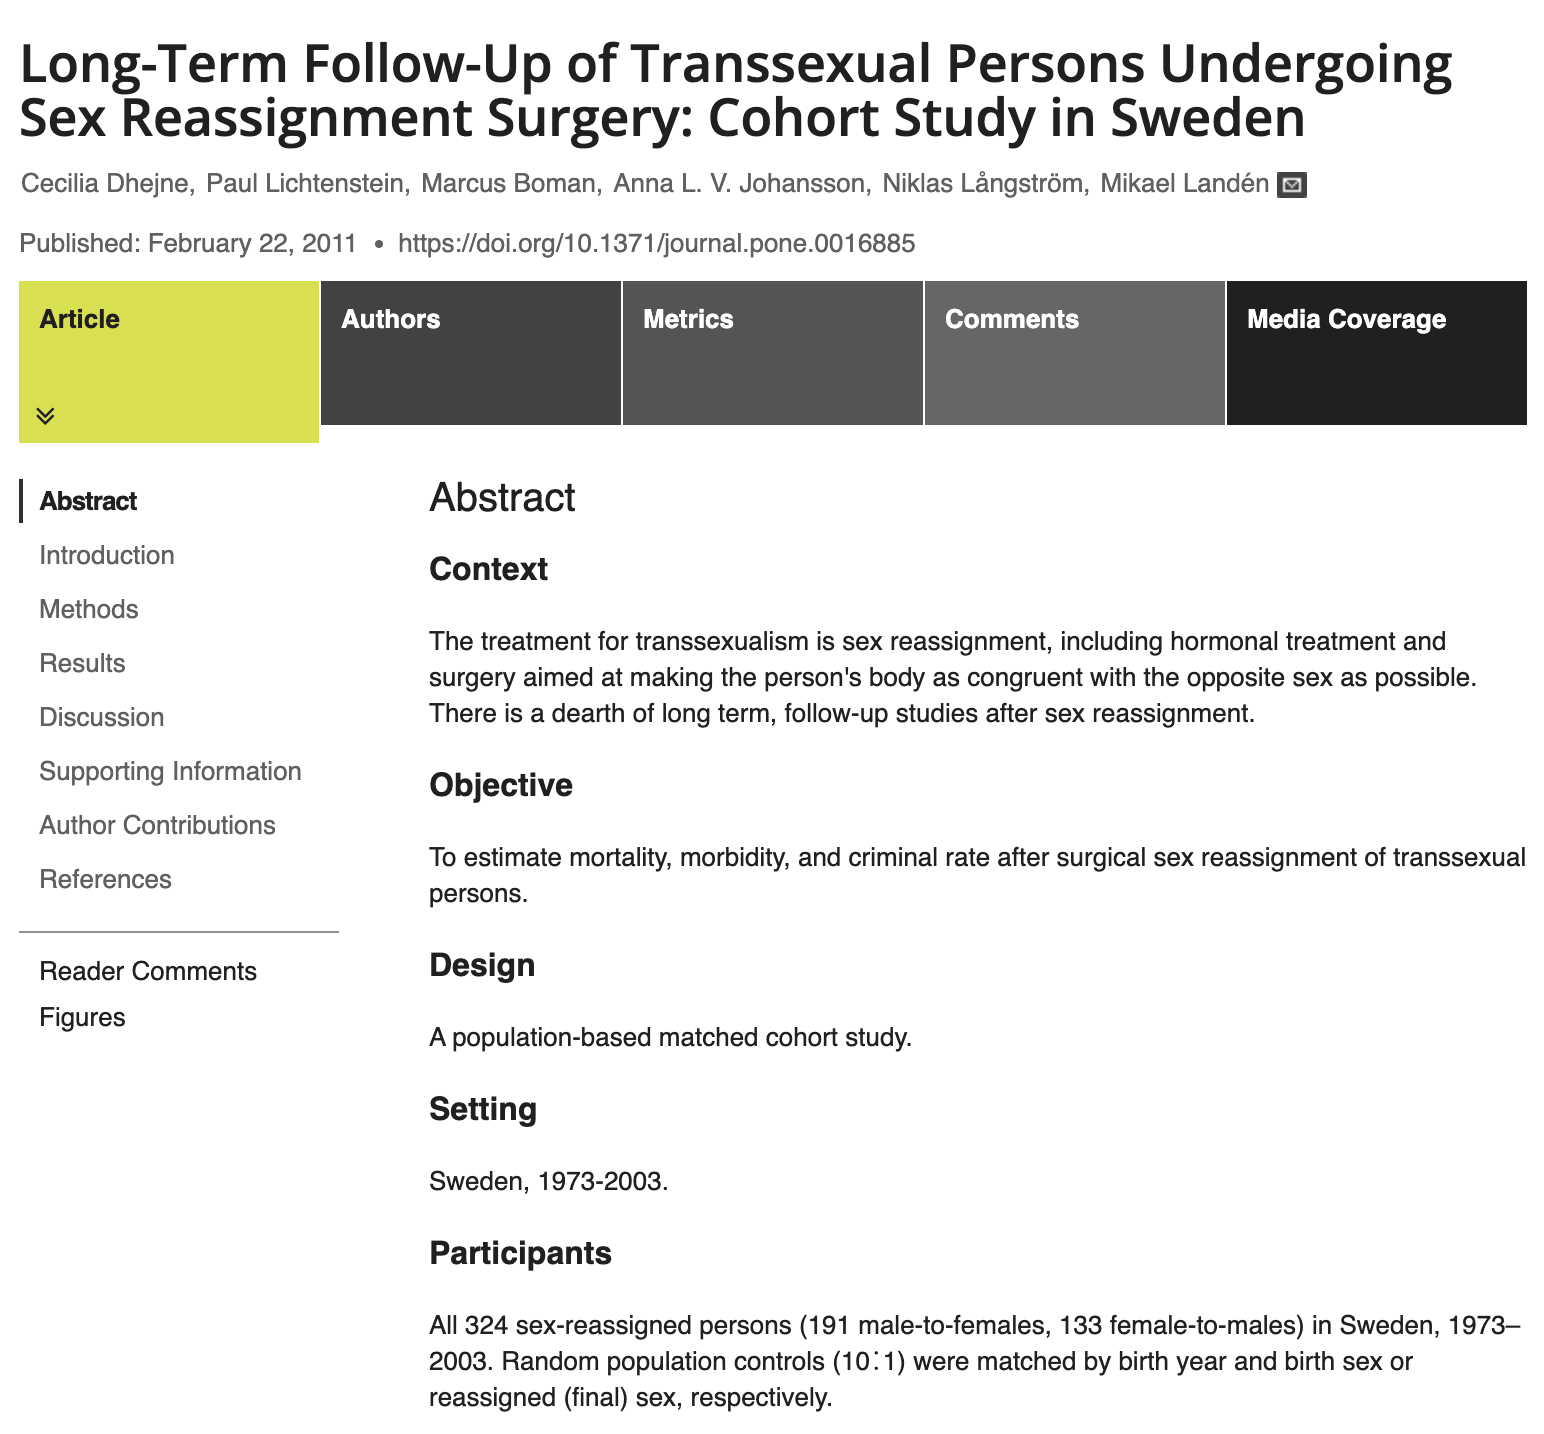 Long-Term Follow-Up of Transsexual Persons Undergoing
Sex Reassignment Surgery: Cohort Study in Sweden
Cecilia Dhejne, Paul Lichtenstein, Marcus Boman, Anna L. V. Johansson, Niklas Långström, Mikael Landén
Published: February 22, 2011 • https://doi.org/10.1371/journal.pone.0016885
Article
Authors
Metrics
Comments
Media Coverage
Abstract
Introduction
Methods
Results
Discussion
Supporting Information
Author Contributions
References
Reader Comments
Figures
Abstract
Context
The treatment for transsexualism is sex reassignment, including hormonal treatment and
surgery aimed at making the person's body as congruent with the opposite sex as possible.
There is a dearth of long term, follow-up studies after sex reassignment.
Objective
To estimate mortality, morbidity, and criminal rate after surgical sex reassignment of transsexual
persons.
Design
A population-based matched cohort study.
Setting
Sweden, 1973-2003.
Participants
All 324 sex-reassigned persons (191 male-to-females, 133 female-to-males) in Sweden, 1973–
2003. Random population controls (10∶1) were matched by birth year and birth sex or
reassigned (final) sex, respectively.